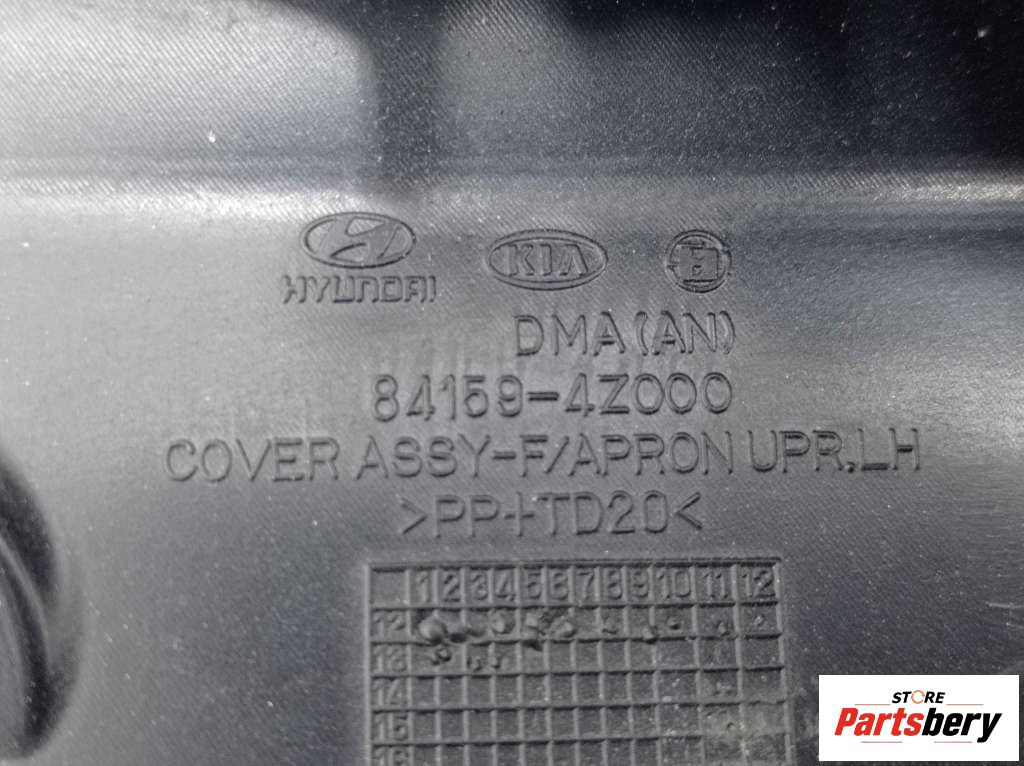 HYUNDAI KIA H
DMA(AN)
84159-4Z000
COVER ASSY-F/APRON UPR,LH
>PP+TD20<
1 2 3 4 5 6 7 8 9 10 11 12
12
13
14
15
16
STORE
Partsbery